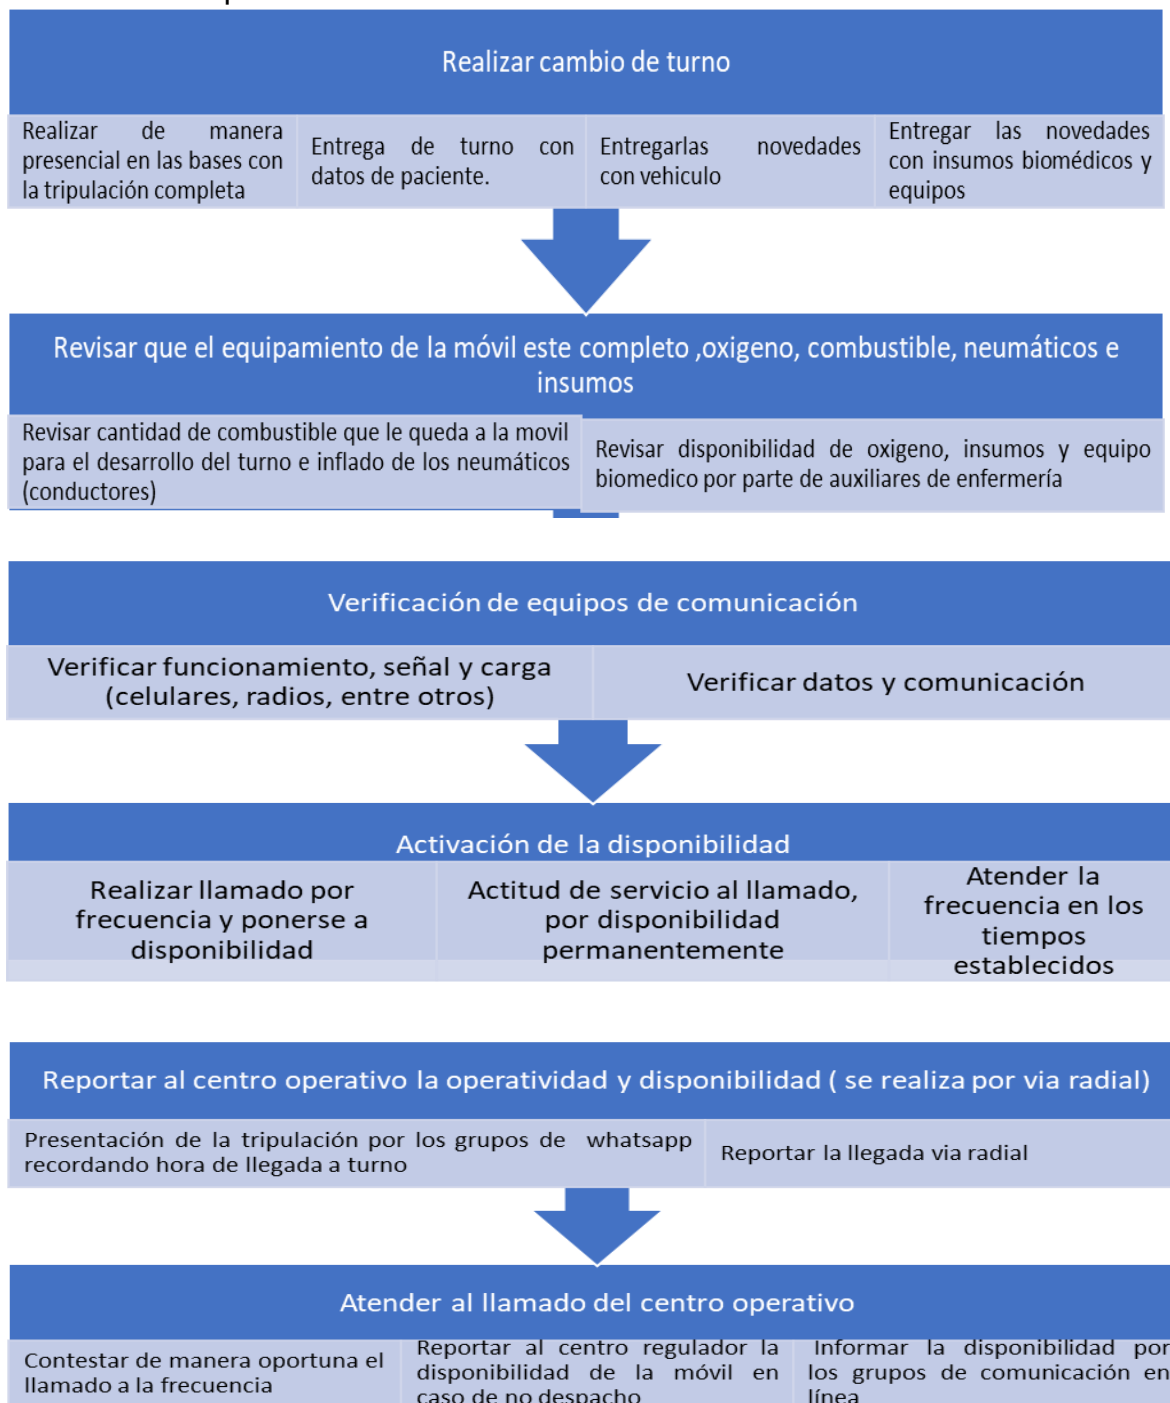 Realizar cambio de turno
Realizar de manera
presencial en las bases con
la tripulación completa
Entrega de turno con
datos de paciente.
Entregarlas novedades
con vehiculo
Entregar las novedades
con insumos biomédicos y
equipos
Revisar que el equipamiento de la móvil este completo ,oxigeno, combustible, neumáticos e
insumos
Revisar cantidad de combustible que le queda a la movil
para el desarrollo del turno e inflado de los neumáticos
(conductores)
Revisar disponibilidad de oxigeno, insumos y equipo
biomedico por parte de auxiliares de enfermería
Verificación de equipos de comunicación
Verificar funcionamiento, señal y carga
(celulares, radios, entre otros)
Verificar datos y comunicación
Activación de la disponibilidad
Realizar llamado por
frecuencia y ponerse a
disponibilidad
Actitud de servicio al llamado,
por disponibilidad
permanentemente
Atender la
frecuencia en los
tiempos
establecidos
Reportar al centro operativo la operatividad y disponibilidad ( se realiza por via radial)
Presentación de la tripulación por los grupos de whatsapp
recordando hora de llegada a turno
Reportar la llegada via radial
Atender al llamado del centro operativo
Contestar de manera oportuna el
llamado a la frecuencia
Reportar al centro regulador la
disponibilidad de la móvil en
caso de no despacho
Informar la disponibilidad por
los grupos de comunicación en
línea